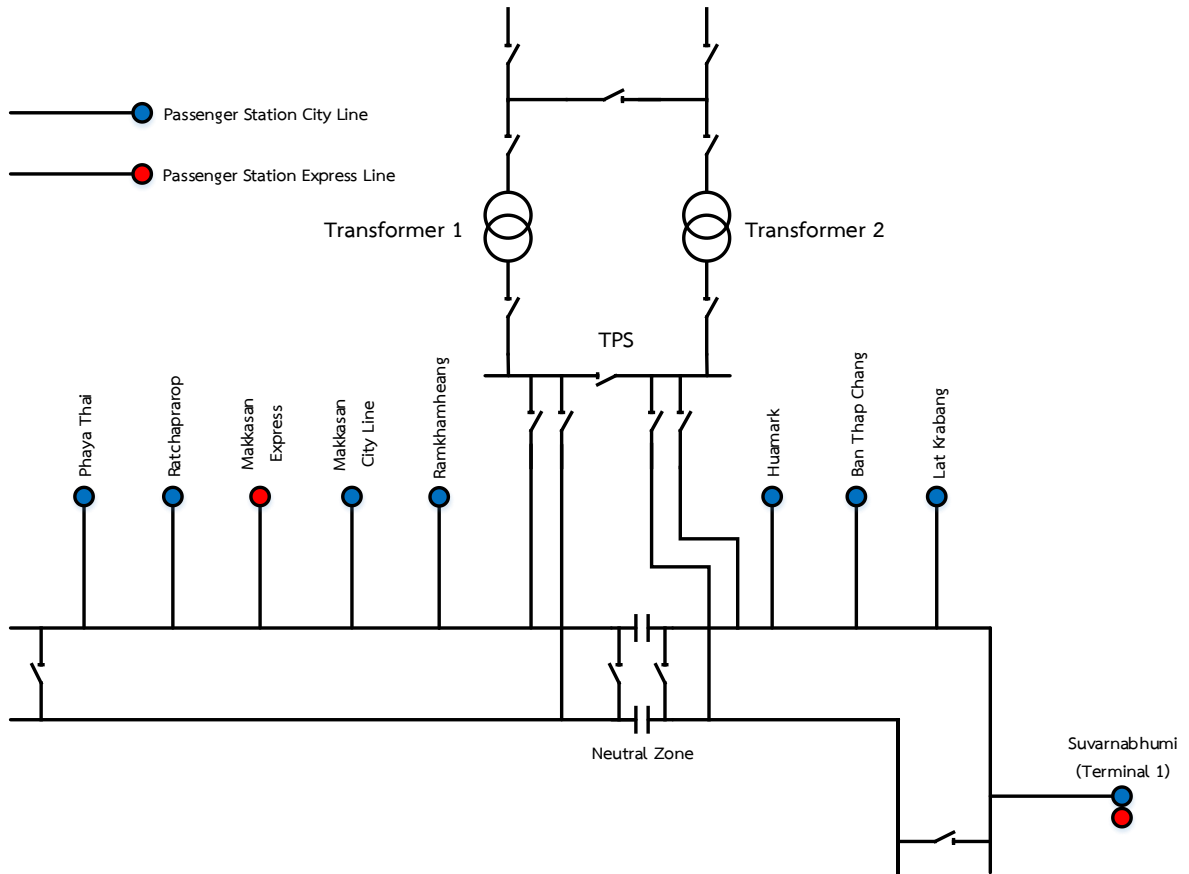 Passenger Station City Line
Passenger Station Express Line
Transformer 1
Transformer 2
TPS
Phaya Thai
Ratchaprarop
Makkasan
Express
Makkasan
City Line
Ramkhamheang
Huamark
Ban Thap Chang
Lat Krabang
Neutral Zone
Suvarnabhumi
(Terminal 1)